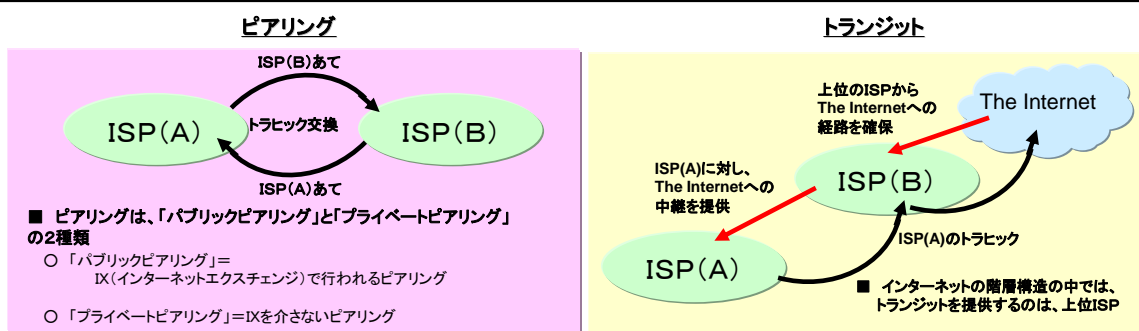 ピアリング
ISP（B）あて
ISP（A）
トラヒック交換
ISP（B）
ISP（A）あて
■ ピアリングは、「パブリックピアリング」と「プライベートピアリング」
の２種類
○ 「パブリックピアリング」＝
IX（インターネットエクスチェンジ）で行われるピアリング
○ 「プライベートピアリング」＝IXを介さないピアリング
トランジット
上位のISPから
The Internetへの
経路を確保
The Internet
ISP(A)に対し、
The Internetへの
中継を提供
ISP（B）
ISP(A)のトラヒック
ISP（A）
■ インターネットの階層構造の中では、
トランジットを提供するのは、上位ISP